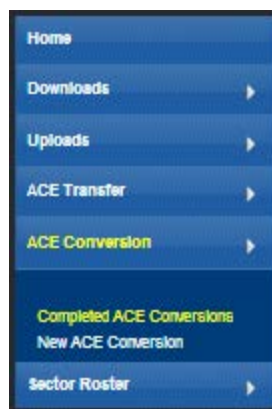 Home
Downloads
Uploads
ACE Transfer
ACE Conversion
Completed ACE Conversions
New ACE Conversion
Sector Roster